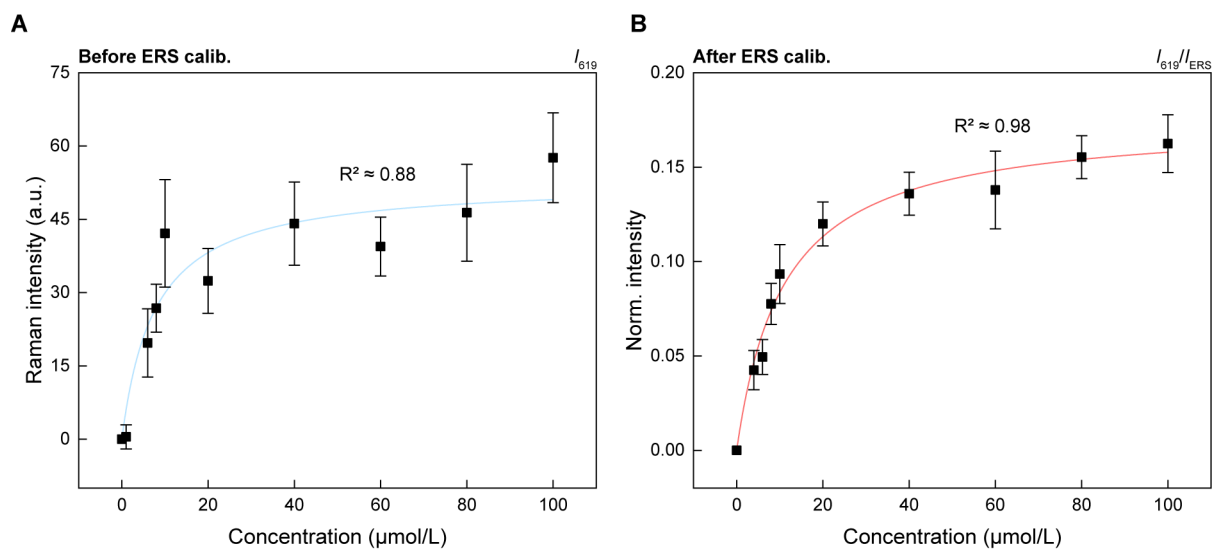 A
Before ERS calib.
I₆₁₉
75
60
45
30
15
0
R² ≈ 0.88
Raman intensity (a.u.)
0 20 40 60 80 100
Concentration (μmol/L)
B
After ERS calib.
I₆₁₉/I_ERS
0.20
0.15
0.10
0.05
0.00
R² ≈ 0.98
Norm. intensity
0 20 40 60 80 100
Concentration (μmol/L)